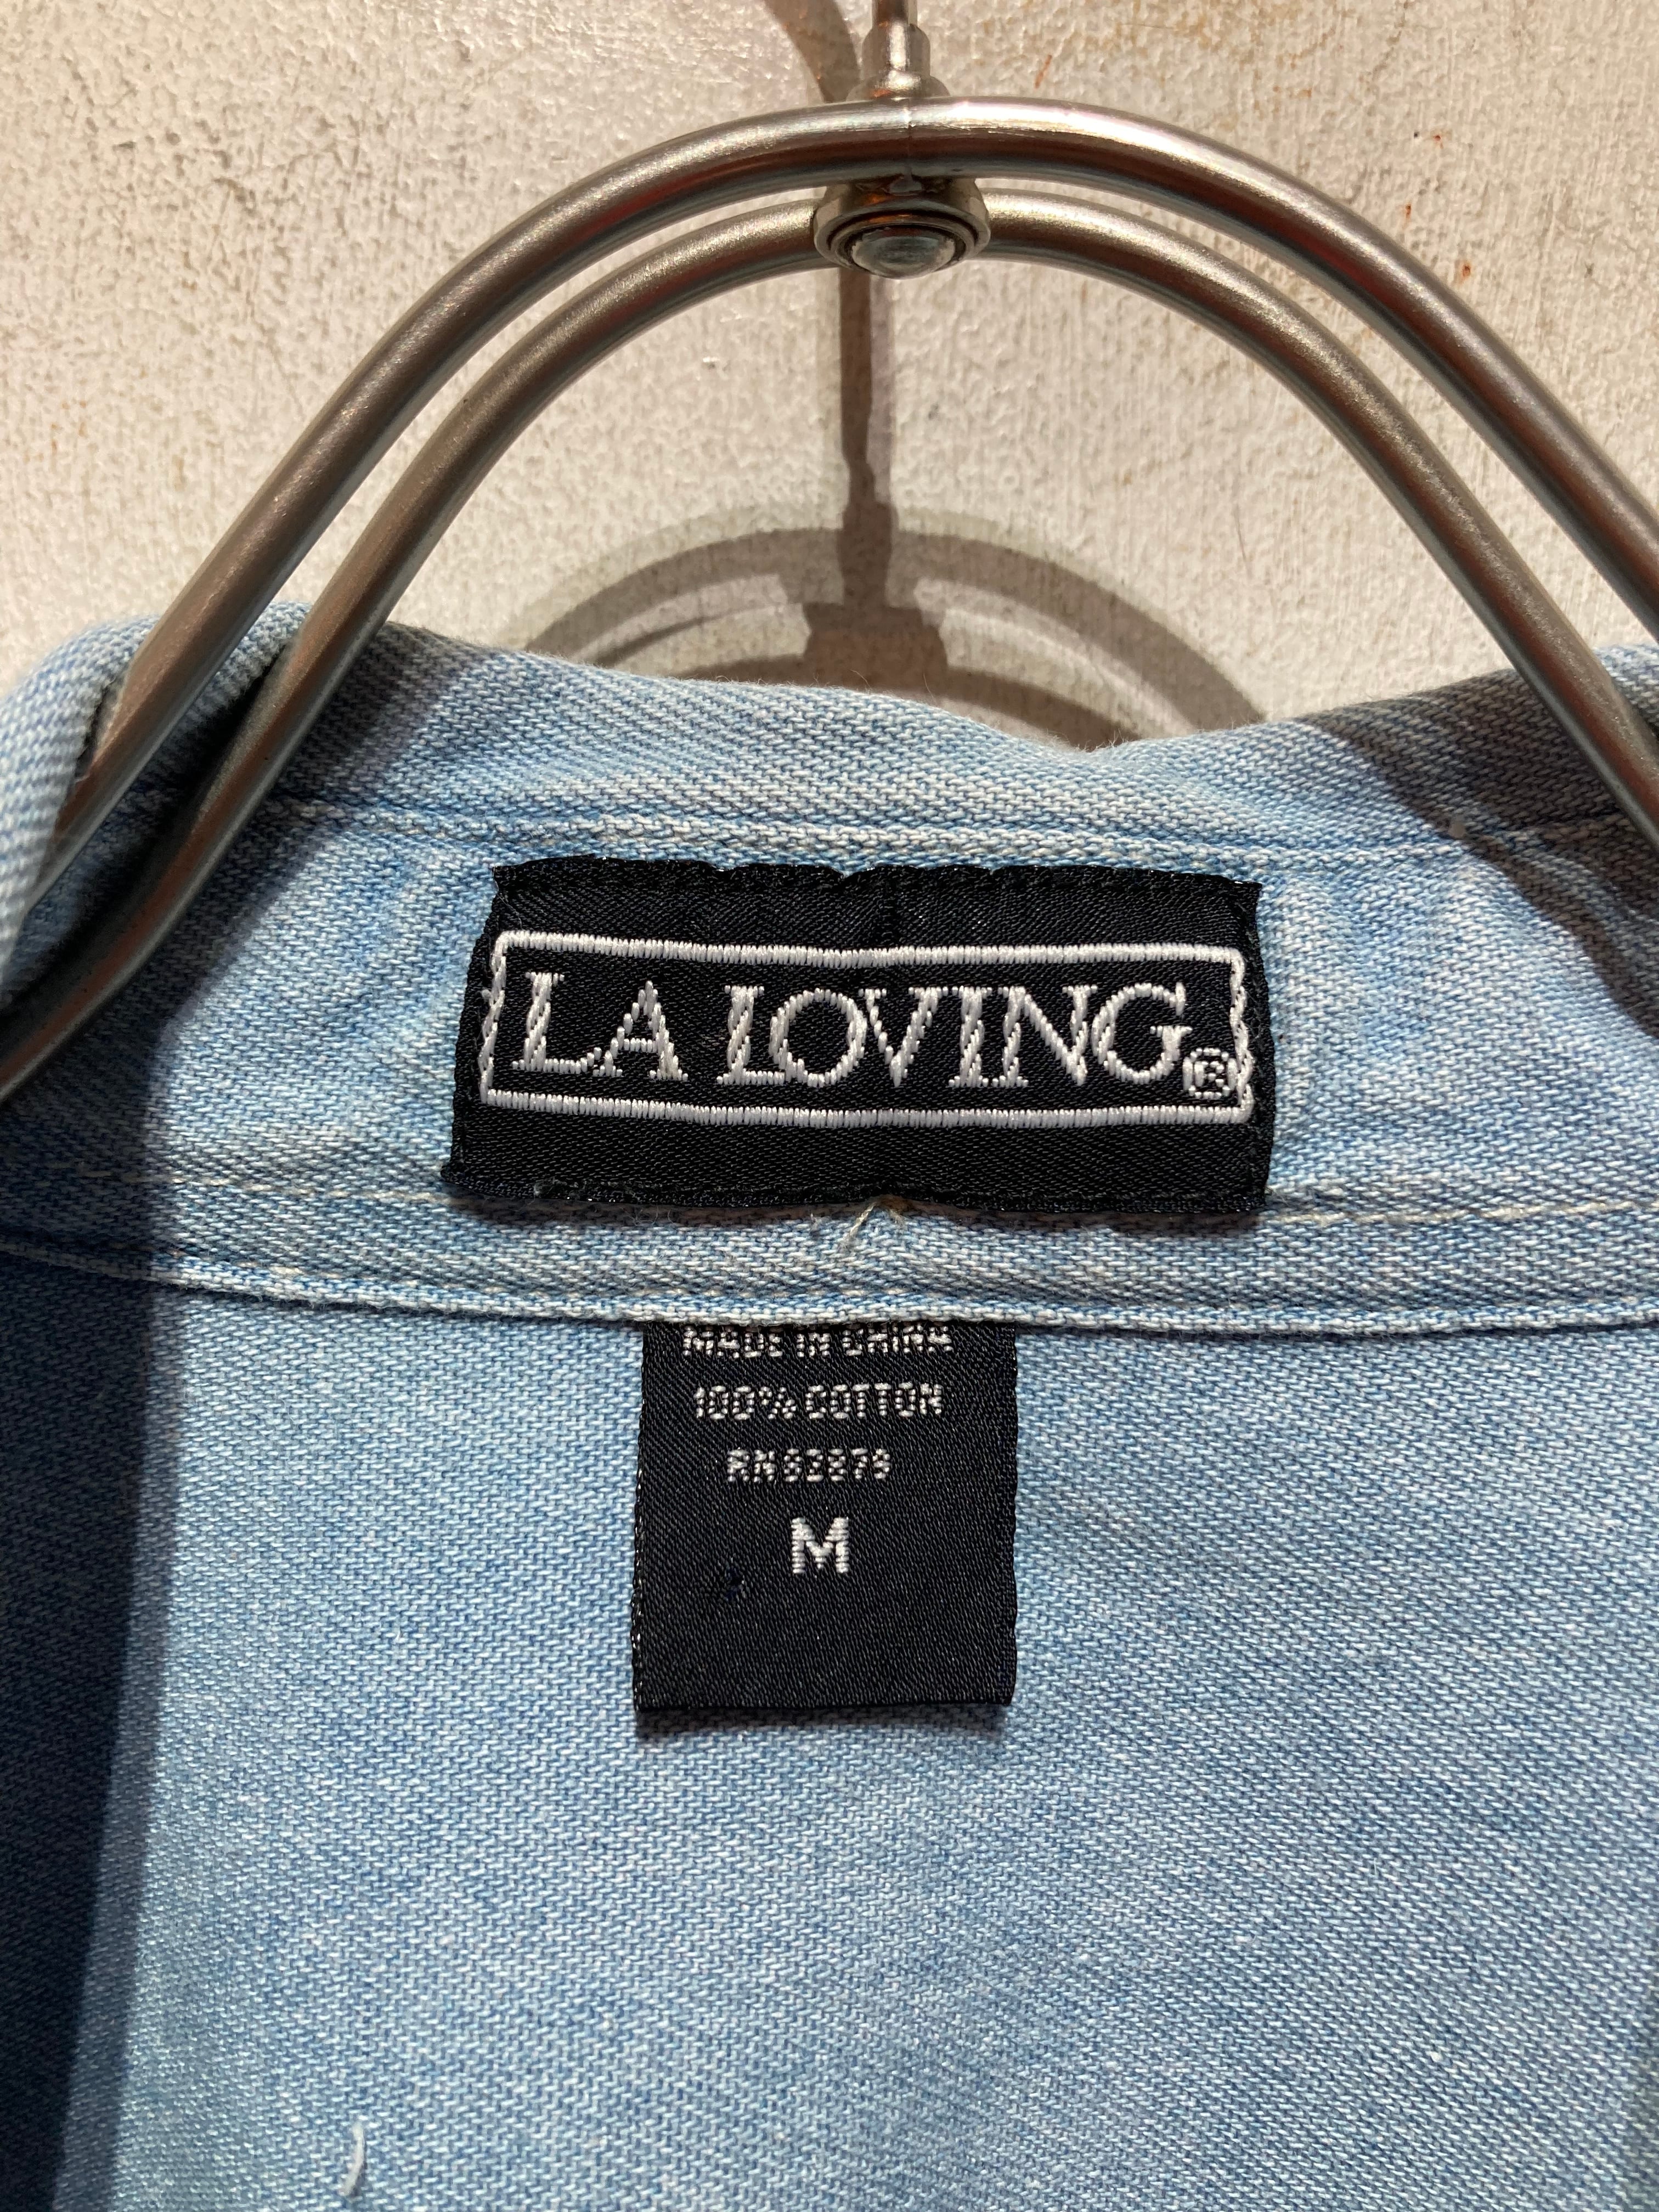 LA LOVING®
MADE IN CHINA
100% COTTON
M